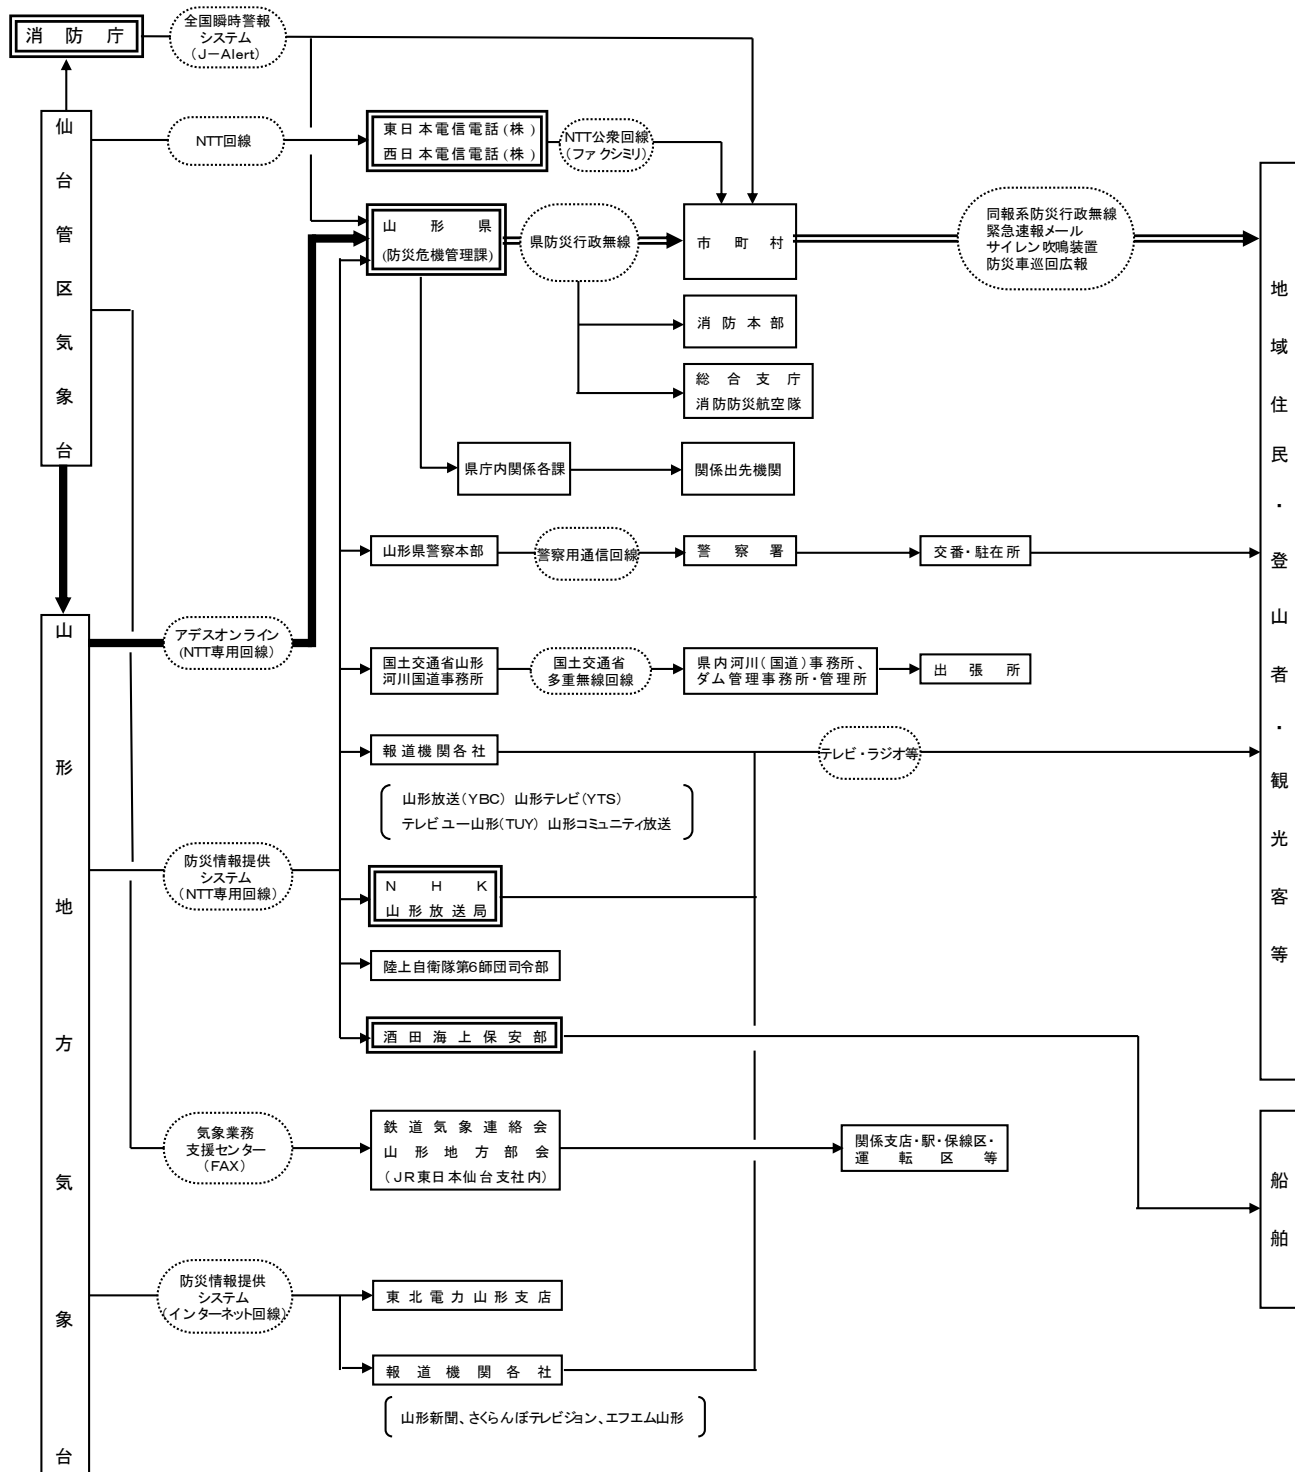 消防庁
全国瞬時警報
システム
(J－Alert)
仙台管区気象台
NTT回線
東日本電信電話(株)
西日本電信電話(株)
NTT公衆回線
(ファクシミリ)
山形県
(防災危機管理課)
県防災行政無線
市町村
同報系防災行政無線
緊急速報メール
サイレン吹鳴装置
防災車巡回広報
地域住民・登山者・観光客等
消防本部
総合支庁
消防防災航空隊
県庁内関係各課
関係出先機関
山形県警察本部
警察用通信回線
警察署
交番・駐在所
山形地方気象台
アデスオンライン
(NTT専用回線)
国土交通省山形
河川国道事務所
国土交通省
多重無線回線
県内河川(国道)事務所、
ダム管理事務所・管理所
出張所
報道機関各社
テレビ・ラジオ等
山形放送(YBC) 山形テレビ(YTS)
テレビユー山形(TUY) 山形コミュニティ放送
防災情報提供
システム
(NTT専用回線)
NHK
山形放送局
陸上自衛隊第6師団司令部
酒田海上保安部
気象業務
支援センター
(FAX)
鉄道気象連絡会
山形地方部会
(JR東日本仙台支社内)
関係支店・駅・保線区・
運転区等
船舶
防災情報提供
システム
(インターネット回線)
東北電力山形支店
報道機関各社
山形新聞、さくらんぼテレビジョン、エフエム山形